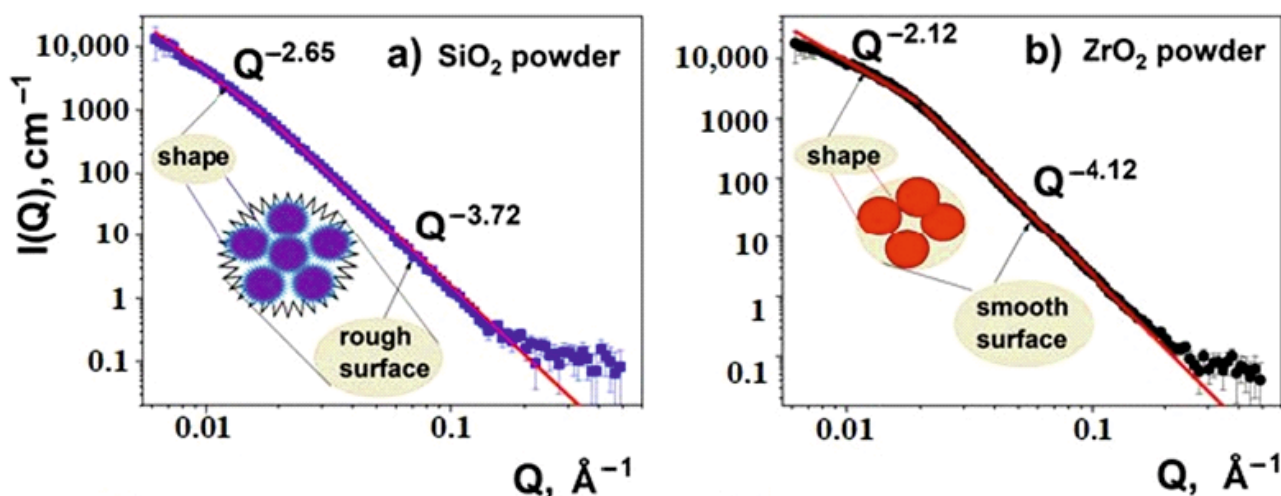 a) SiO₂ powder
I(Q), cm⁻¹
10,000
1000
100
10
1
0.1
Q⁻²·⁶⁵
shape
Q⁻³·⁷²
rough
surface
0.01
0.1
Q, Å⁻¹
b) ZrO₂ powder
10,000
1000
100
10
1
0.1
Q⁻²·¹²
shape
Q⁻⁴·¹²
smooth
surface
0.01
0.1
Q, Å⁻¹